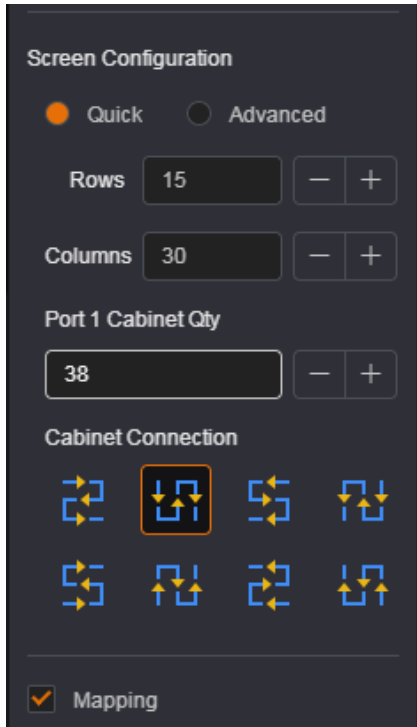 Screen Configuration
Quick Advanced
Rows 15 − +
Columns 30 − +
Port 1 Cabinet Qty
38 − +
Cabinet Connection
Mapping